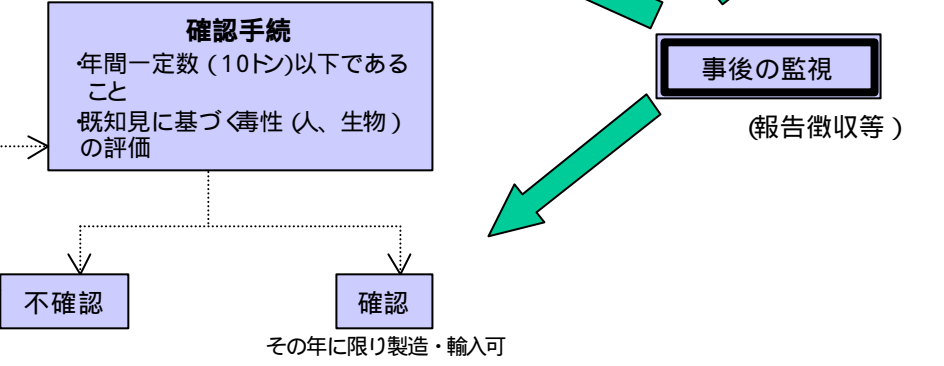 確認手続
・年間一定数(10トン)以下である
こと
・既知見に基づく毒性(人、生物)
の評価
事後の監視
(報告徴収等)
不確認
確認
その年に限り製造・輸入可